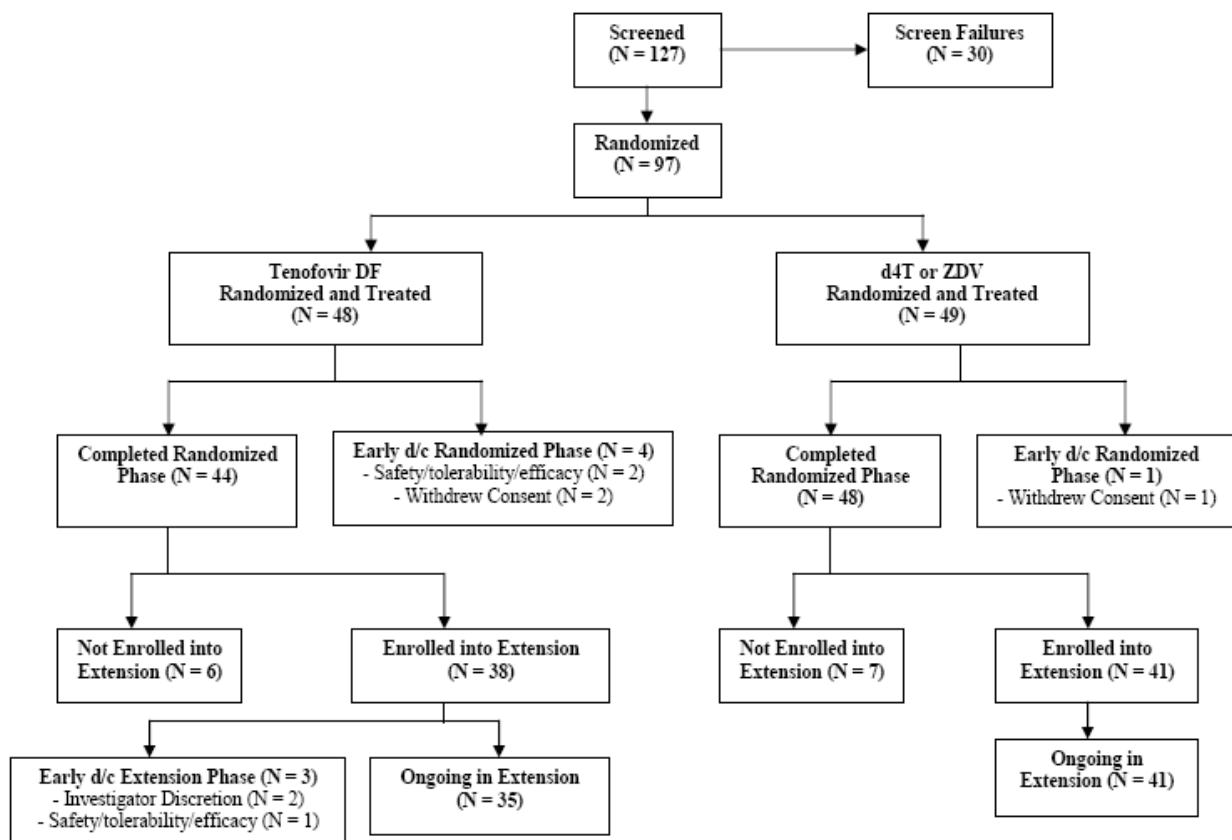 Screened
(N = 127)
Screen Failures
(N = 30)
Randomized
(N = 97)
Tenofovir DF
Randomized and Treated
(N = 48)
d4T or ZDV
Randomized and Treated
(N = 49)
Completed Randomized
Phase (N = 44)
Early d/c Randomized Phase (N = 4)
- Safety/tolerability/efficacy (N = 2)
- Withdrew Consent (N = 2)
Completed
Randomized Phase
(N = 48)
Early d/c Randomized
Phase (N = 1)
- Withdrew Consent (N = 1)
Not Enrolled into
Extension (N = 6)
Enrolled into Extension
(N = 38)
Not Enrolled into
Extension (N = 7)
Enrolled into
Extension (N = 41)
Early d/c Extension Phase (N = 3)
- Investigator Discretion (N = 2)
- Safety/tolerability/efficacy (N = 1)
Ongoing in Extension
(N = 35)
Ongoing in
Extension (N = 41)